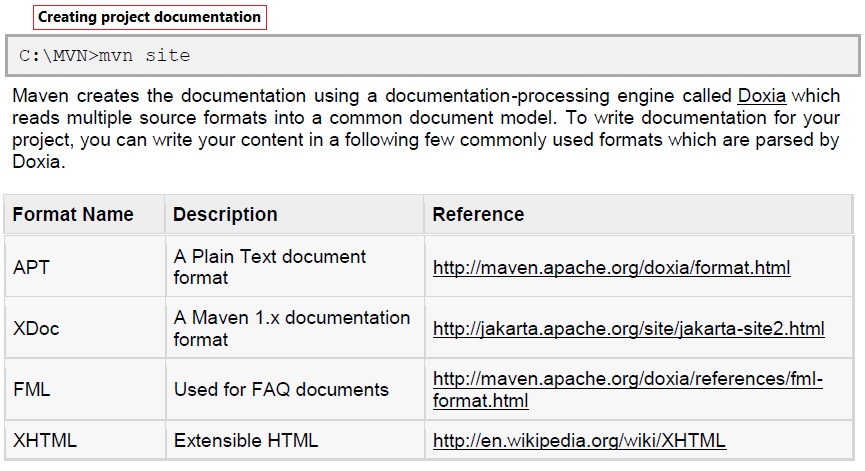 Creating project documentation
C:\MVN>mvn site
Maven creates the documentation using a documentation-processing engine called Doxia which
reads multiple source formats into a common document model. To write documentation for your
project, you can write your content in a following few commonly used formats which are parsed by
Doxia.
Format Name Description Reference
APT
A Plain Text document
format
http://maven.apache.org/doxia/format.html
XDoc
A Maven 1.x documentation
format
http://jakarta.apache.org/site/jakarta-site2.html
FML
Used for FAQ documents
http://maven.apache.org/doxia/references/fml-
format.html
XHTML
Extensible HTML
http://en.wikipedia.org/wiki/XHTML